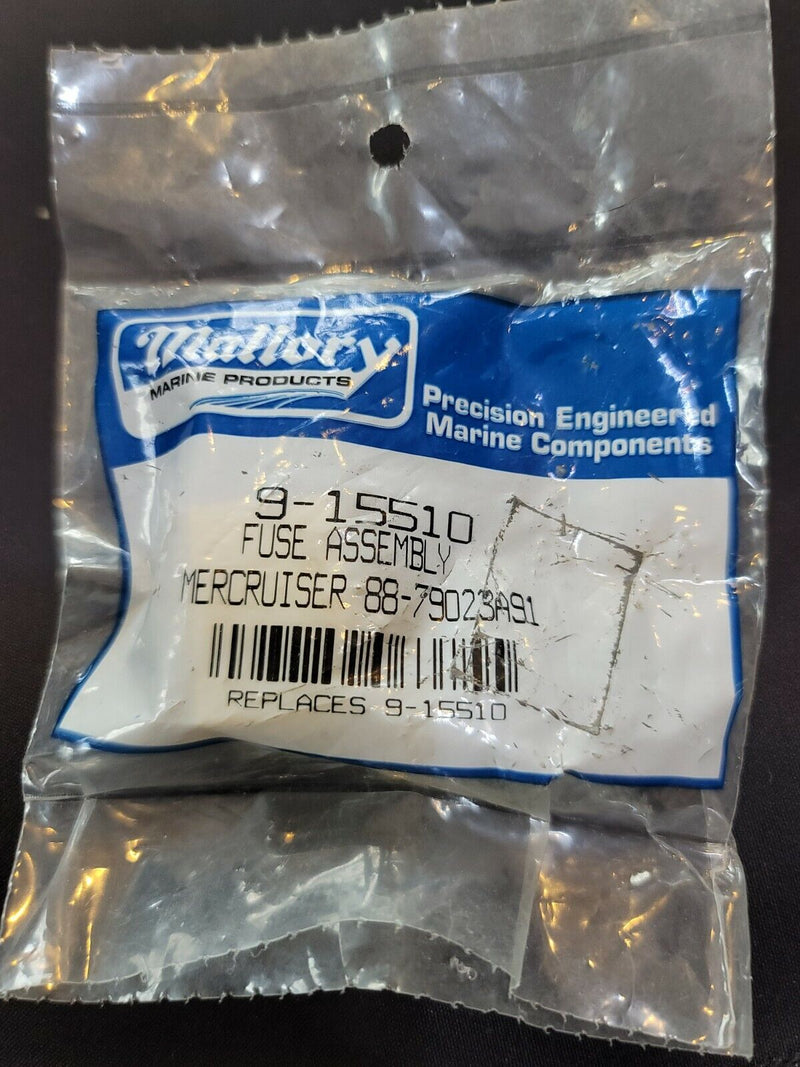 Mallory
MARINE PRODUCTS
Precision Engineered
Marine Components
9-15510
FUSE ASSEMBLY
MERCRUISER 88-79023A91
REPLACES 9-15510